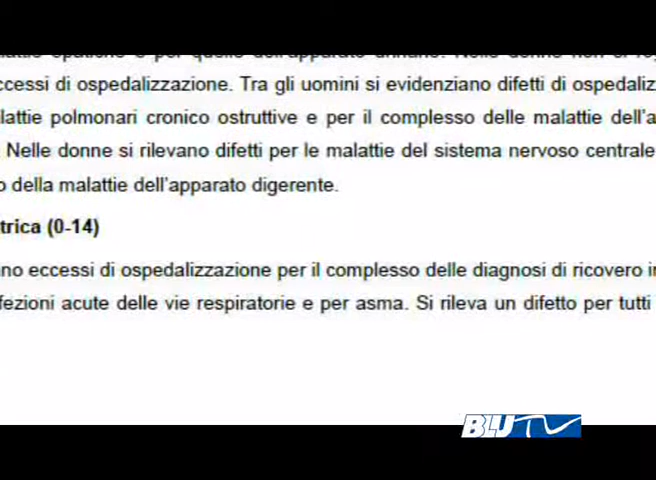 ccessi di ospedalizzazione. Tra gli uomini si evidenziano difetti di ospedaliz
lattie polmonari cronico ostruttive e per il complesso delle malattie dell'a
Nelle donne si rilevano difetti per le malattie del sistema nervoso centrale
o della malattie dell'apparato digerente.
trica (0-14)
no eccessi di ospedalizzazione per il complesso delle diagnosi di ricovero i
fezioni acute delle vie respiratorie e per asma. Si rileva un difetto per tutti
BLUTV